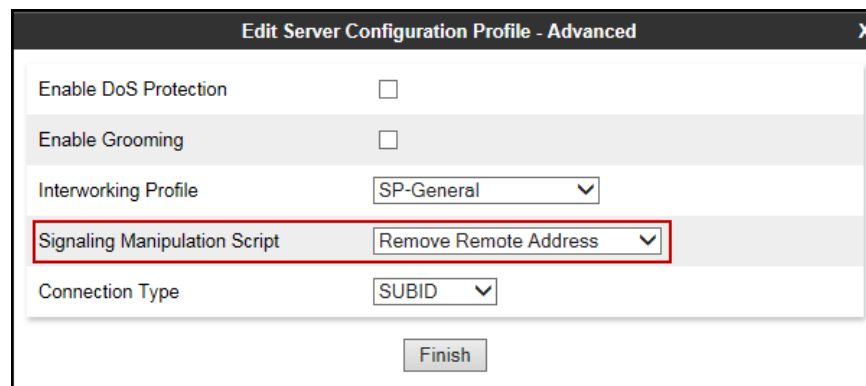 Edit Server Configuration Profile - Advanced X
Enable DoS Protection
Enable Grooming
Interworking Profile SP-General
Signaling Manipulation Script Remove Remote Address
Connection Type SUBID
Finish